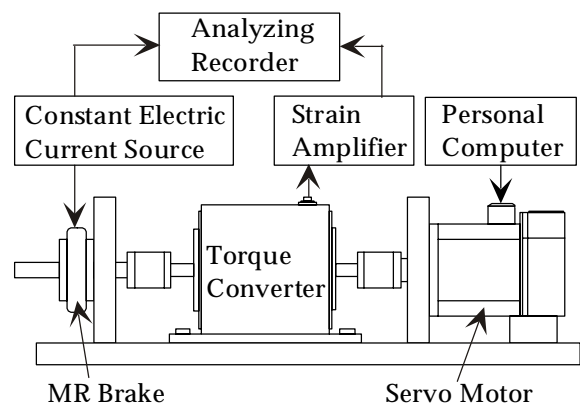 Analyzing
Recorder
Constant Electric
Current Source
Strain
Amplifier
Personal
Computer
Torque
Converter
MR Brake
Servo Motor